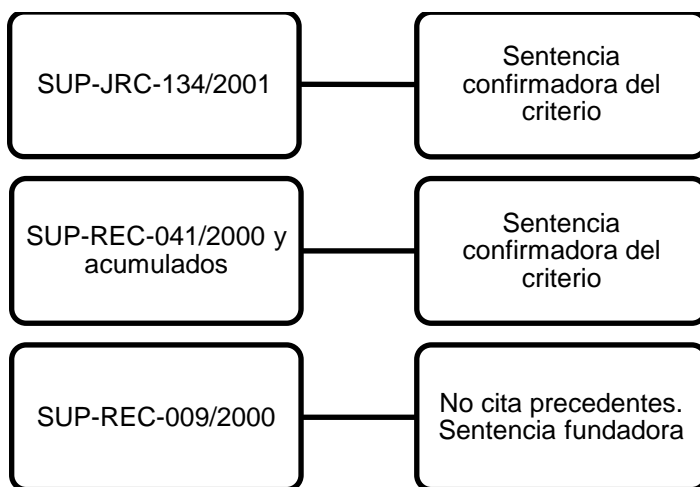 SUP-JRC-134/2001
Sentencia
confirmadora del
criterio
SUP-REC-041/2000 y
acumulados
Sentencia
confirmadora del
criterio
SUP-REC-009/2000
No cita precedentes.
Sentencia fundadora